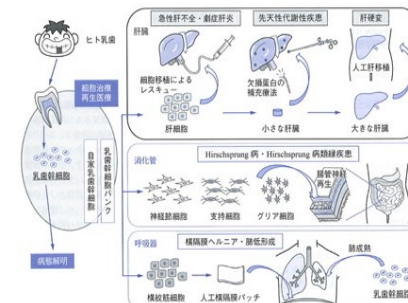 ヒト乳歯
細胞治療
再生医療
乳歯幹細胞
乳歯幹細胞バンク
自家乳歯幹細胞
病態解明
肝臓
急性肝不全・劇症肝炎
先天性代謝性疾患
肝硬変
細胞移植による
レスキュー
肝細胞
欠損蛋白の
補充療法
小さな肝臓
人工肝移植
大きな肝臓
消化管
Hirschsprung 病・Hirschsprung 病類縁疾患
神経節細胞
支持細胞
グリア細胞
腸管神経
再生
呼吸器
横隔膜ヘルニア・肺低形成
横紋筋細胞
人工横隔膜パッチ
肺成熟
乳歯幹細胞